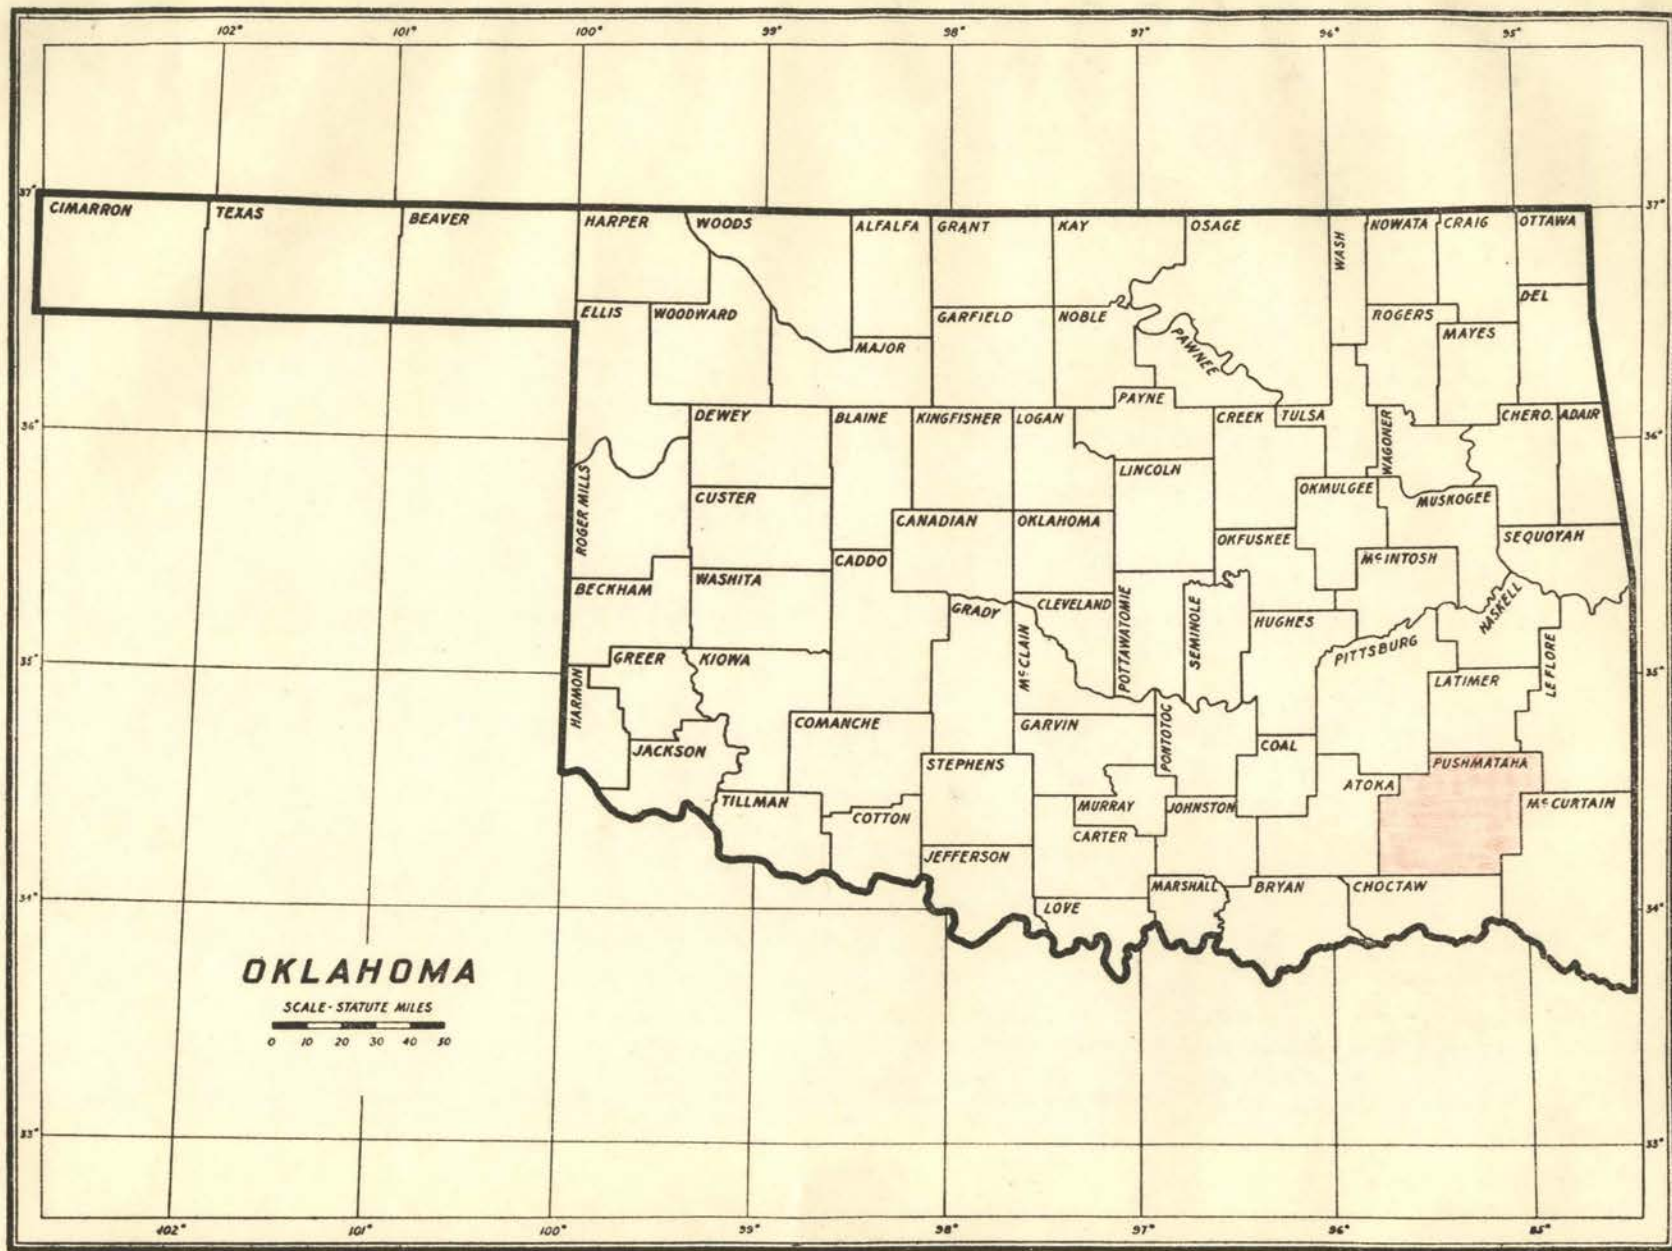 102° 101° 100° 99° 98° 97° 96° 95°
37° 37°
CIMARRON TEXAS BEAVER HARPER WOODS ALFALFA GRANT KAY OSAGE WASH NOWATA CRAIG OTTAWA
ELLIS WOODWARD GARFIELD NOBLE ROGERS DEL
MAJOR PAWNEE MAYES
PAYNE
DEWEY BLAINE KINGFISHER LOGAN CREEK TULSA WAGONER CHERO. ADAIR
36° 36°
LINCOLN
ROGER MILLS CUSTER OKMULGEE MUSKOGEE
CANADIAN OKLAHOMA
OKFUSKEE SEQUOYAH
CADDO McINTOSH
BECKHAM WASHITA
GRADY CLEVELAND POTTAWATOMIE SEMINOLE HUGHES HASKELL
McCLAIN PITTSBURG LE FLORE
35° 35°
GREER KIOWA
HARMON LATIMER
COMANCHE GARVIN PONTOTOC
JACKSON COAL
STEPHENS PUSHMATAHA
ATOKA
TILLMAN MURRAY JOHNSTON McCURTAIN
COTTON
CARTER
JEFFERSON
MARSHALL BRYAN CHOCTAW
34° 34°
LOVE
OKLAHOMA
SCALE - STATUTE MILES
0 10 20 30 40 50
33° 33°
102° 101° 100° 99° 98° 97° 96° 95°